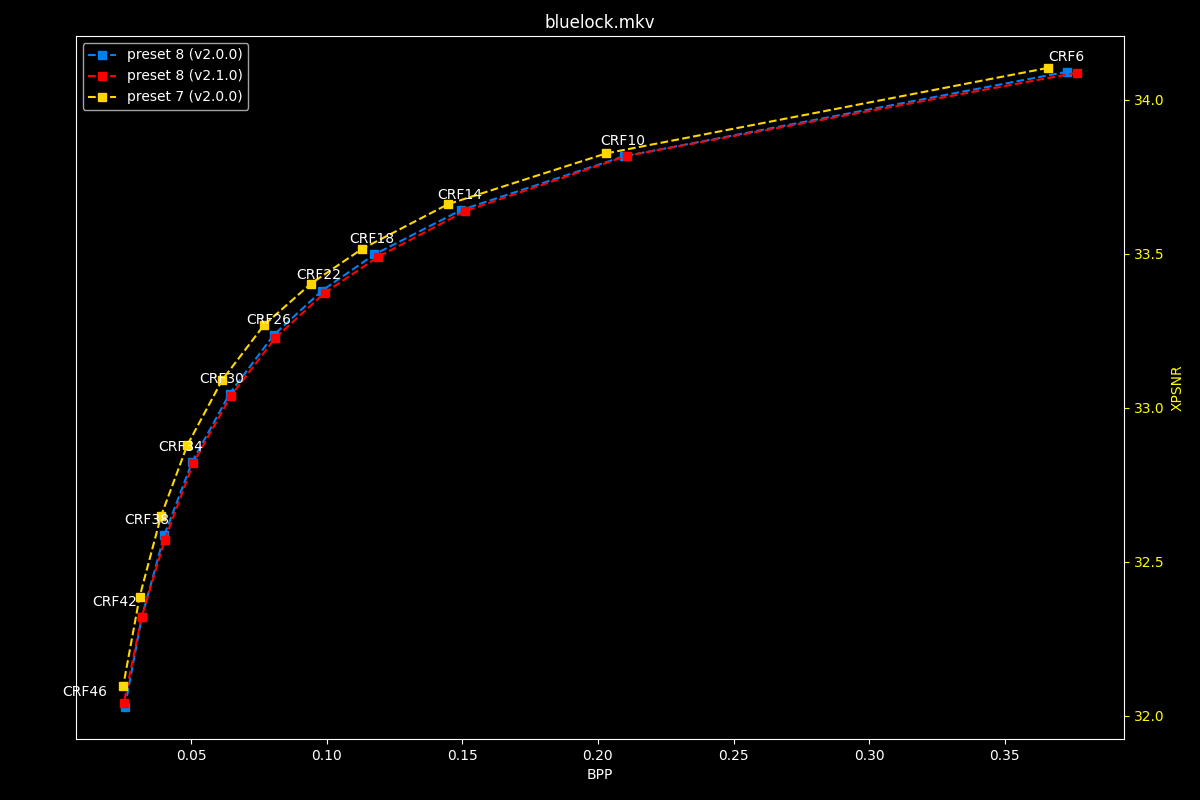 bluelock.mkv
preset 8 (v2.0.0)
preset 8 (v2.1.0)
preset 7 (v2.0.0)
CRF6
CRF10
CRF14
CRF18
CRF22
CRF26
CRF30
CRF34
CRF38
CRF42
CRF46
34.0
33.5
33.0
32.5
32.0
XPSNR
0.05 0.10 0.15 0.20 0.25 0.30 0.35
BPP